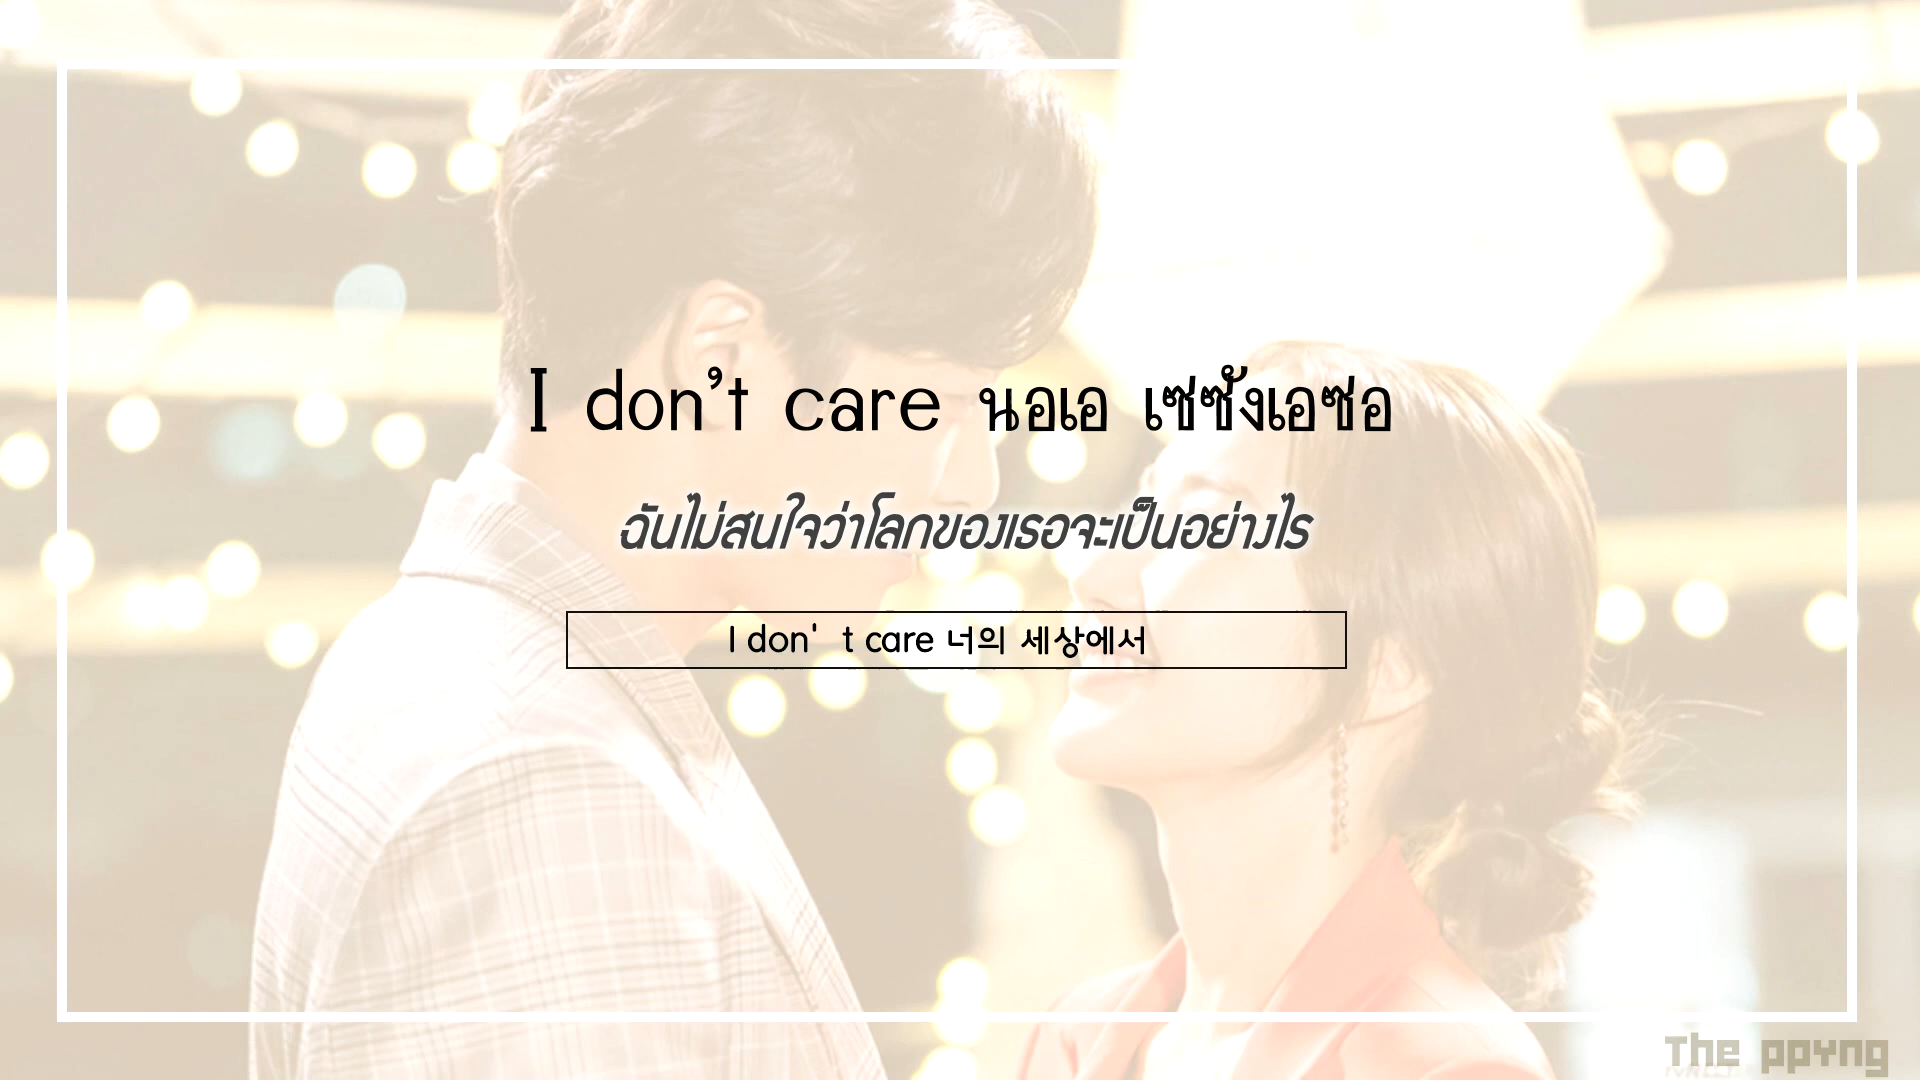 I don't care นอเอ เซซังเอซอ
ฉันไม่สนใจว่าโลกของเธอจะเป็นอย่างไร
I don't care 너의 세상에서
The ppyng